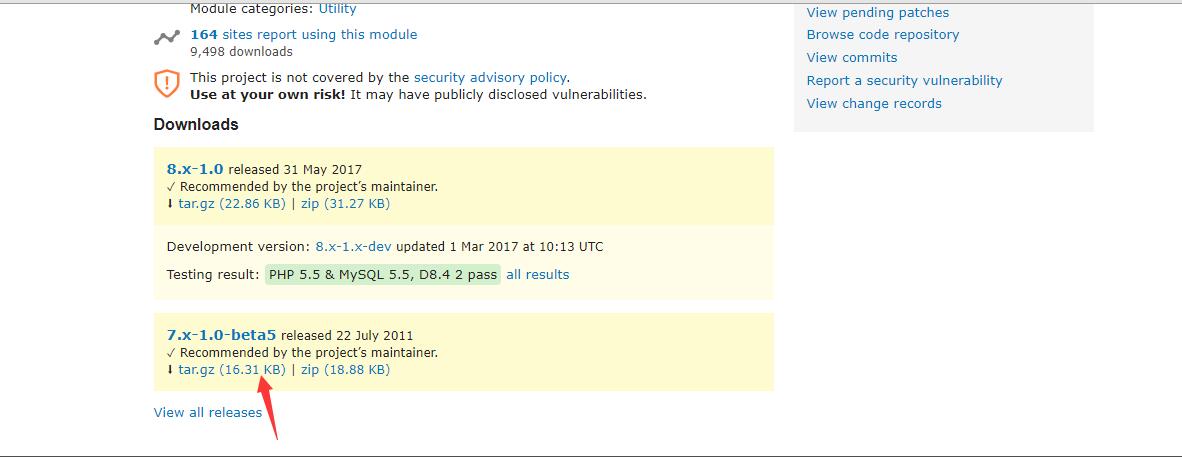 Module categories: Utility
164 sites report using this module
9,498 downloads
This project is not covered by the security advisory policy.
Use at your own risk! It may have publicly disclosed vulnerabilities.
Downloads
8.x-1.0 released 31 May 2017
✓ Recommended by the project’s maintainer.
⬇ tar.gz (22.86 KB) | zip (31.27 KB)
Development version: 8.x-1.x-dev updated 1 Mar 2017 at 10:13 UTC
Testing result: PHP 5.5 & MySQL 5.5, D8.4 2 pass all results
7.x-1.0-beta5 released 22 July 2011
✓ Recommended by the project’s maintainer.
⬇ tar.gz (16.31 KB) | zip (18.88 KB)
View all releases
View pending patches
Browse code repository
View commits
Report a security vulnerability
View change records